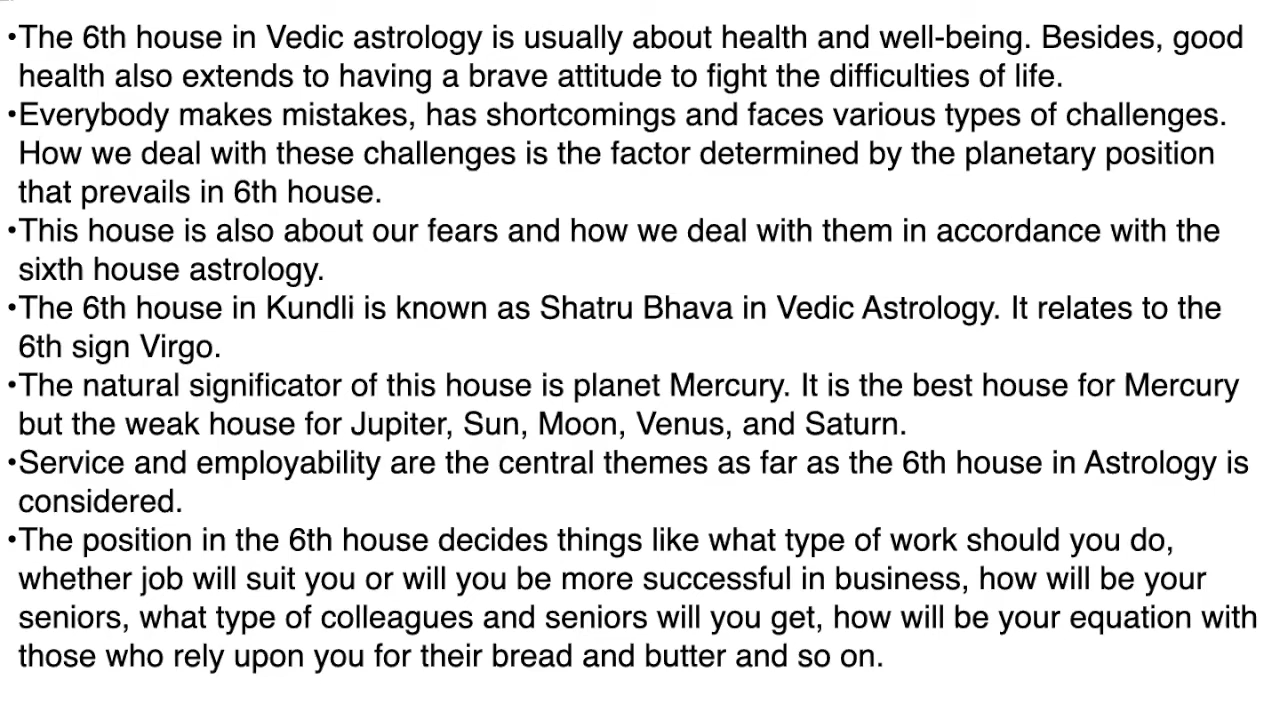 •The 6th house in Vedic astrology is usually about health and well-being. Besides, good
health also extends to having a brave attitude to fight the difficulties of life.
•Everybody makes mistakes, has shortcomings and faces various types of challenges.
How we deal with these challenges is the factor determined by the planetary position
that prevails in 6th house.
•This house is also about our fears and how we deal with them in accordance with the
sixth house astrology.
•The 6th house in Kundli is known as Shatru Bhava in Vedic Astrology. It relates to the
6th sign Virgo.
•The natural significator of this house is planet Mercury. It is the best house for Mercury
but the weak house for Jupiter, Sun, Moon, Venus, and Saturn.
•Service and employability are the central themes as far as the 6th house in Astrology is
considered.
•The position in the 6th house decides things like what type of work should you do,
whether job will suit you or will you be more successful in business, how will be your
seniors, what type of colleagues and seniors will you get, how will be your equation with
those who rely upon you for their bread and butter and so on.